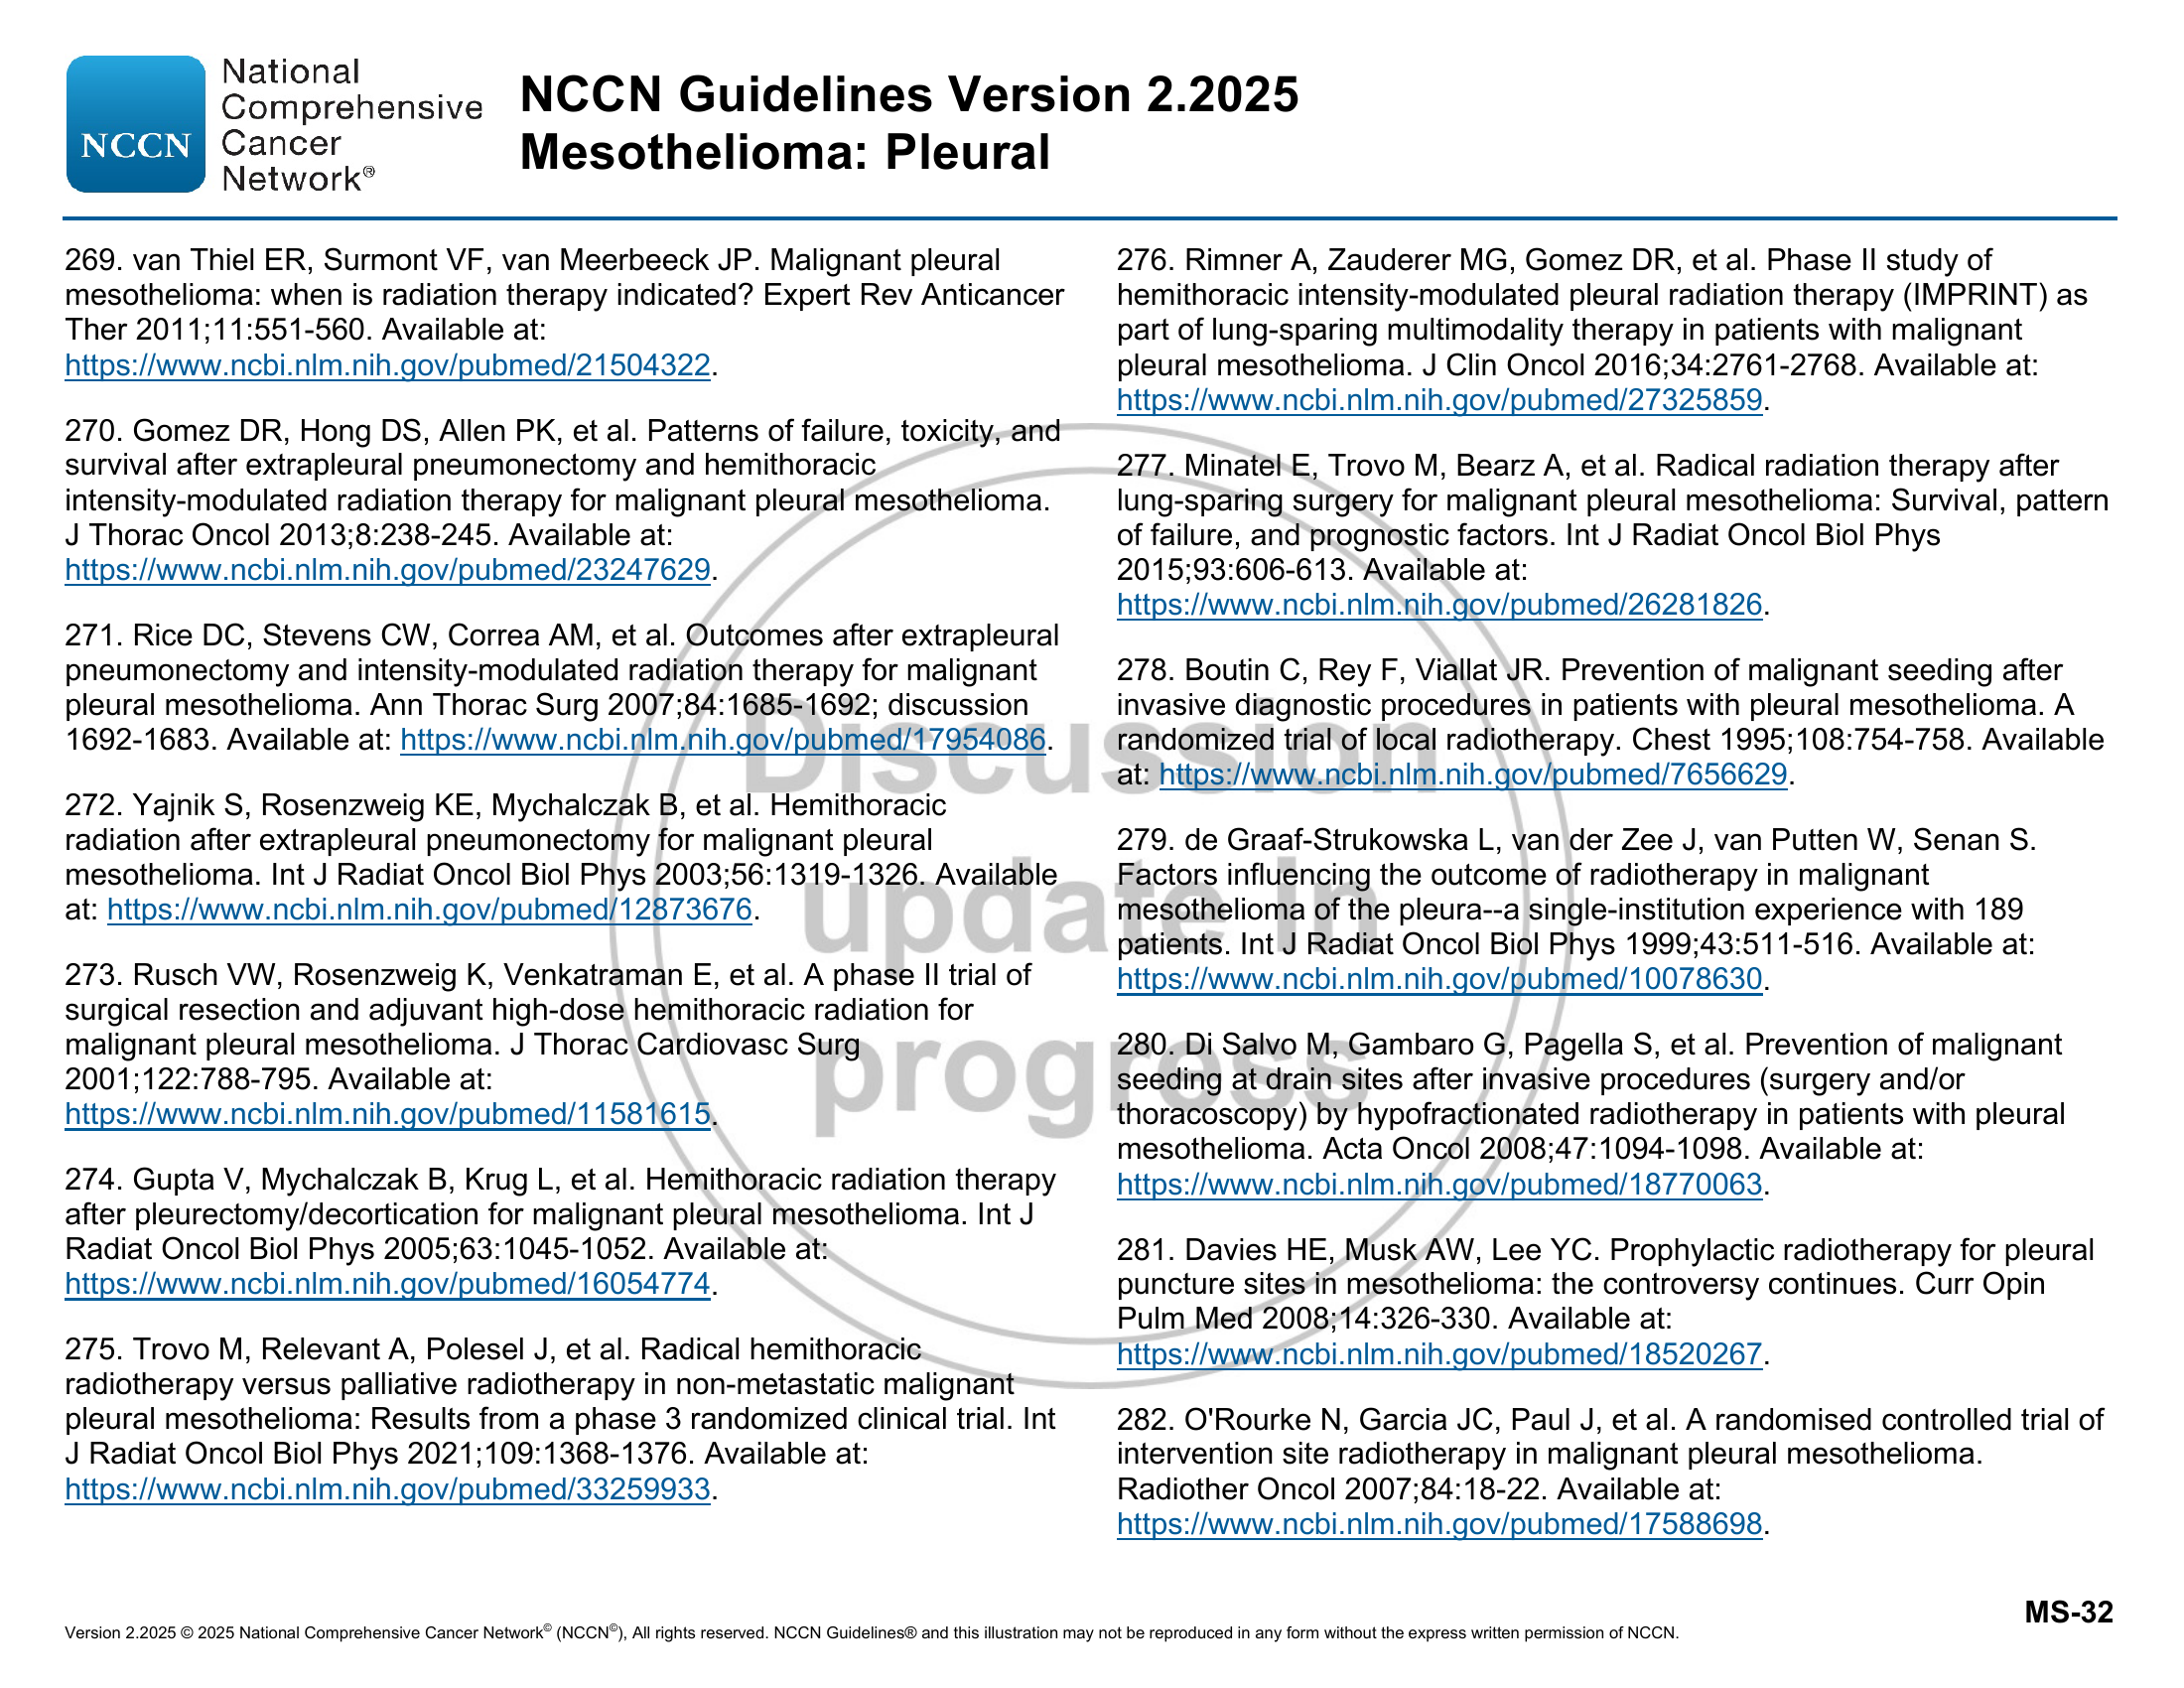 National
Comprehensive
Cancer
Network®
NCCN
NCCN Guidelines Version 2.2025
Mesothelioma: Pleural
269. van Thiel ER, Surmont VF, van Meerbeeck JP. Malignant pleural
mesothelioma: when is radiation therapy indicated? Expert Rev Anticancer
Ther 2011;11:551-560. Available at:
https://www.ncbi.nlm.nih.gov/pubmed/21504322.
270. Gomez DR, Hong DS, Allen PK, et al. Patterns of failure, toxicity, and
survival after extrapleural pneumonectomy and hemithoracic
intensity-modulated radiation therapy for malignant pleural mesothelioma.
J Thorac Oncol 2013;8:238-245. Available at:
https://www.ncbi.nlm.nih.gov/pubmed/23247629.
271. Rice DC, Stevens CW, Correa AM, et al. Outcomes after extrapleural
pneumonectomy and intensity-modulated radiation therapy for malignant
pleural mesothelioma. Ann Thorac Surg 2007;84:1685-1692; discussion
1692-1683. Available at: https://www.ncbi.nlm.nih.gov/pubmed/17954086.
272. Yajnik S, Rosenzweig KE, Mychalczak B, et al. Hemithoracic
radiation after extrapleural pneumonectomy for malignant pleural
mesothelioma. Int J Radiat Oncol Biol Phys 2003;56:1319-1326. Available
at: https://www.ncbi.nlm.nih.gov/pubmed/12873676.
273. Rusch VW, Rosenzweig K, Venkatraman E, et al. A phase II trial of
surgical resection and adjuvant high-dose hemithoracic radiation for
malignant pleural mesothelioma. J Thorac Cardiovasc Surg
2001;122:788-795. Available at:
https://www.ncbi.nlm.nih.gov/pubmed/11581615.
274. Gupta V, Mychalczak B, Krug L, et al. Hemithoracic radiation therapy
after pleurectomy/decortication for malignant pleural mesothelioma. Int J
Radiat Oncol Biol Phys 2005;63:1045-1052. Available at:
https://www.ncbi.nlm.nih.gov/pubmed/16054774.
275. Trovo M, Relevant A, Polesel J, et al. Radical hemithoracic
radiotherapy versus palliative radiotherapy in non-metastatic malignant
pleural mesothelioma: Results from a phase 3 randomized clinical trial. Int
J Radiat Oncol Biol Phys 2021;109:1368-1376. Available at:
https://www.ncbi.nlm.nih.gov/pubmed/33259933.
276. Rimner A, Zauderer MG, Gomez DR, et al. Phase II study of
hemithoracic intensity-modulated pleural radiation therapy (IMPRINT) as
part of lung-sparing multimodality therapy in patients with malignant
pleural mesothelioma. J Clin Oncol 2016;34:2761-2768. Available at:
https://www.ncbi.nlm.nih.gov/pubmed/27325859.
277. Minatel E, Trovo M, Bearz A, et al. Radical radiation therapy after
lung-sparing surgery for malignant pleural mesothelioma: Survival, pattern
of failure, and prognostic factors. Int J Radiat Oncol Biol Phys
2015;93:606-613. Available at:
https://www.ncbi.nlm.nih.gov/pubmed/26281826.
278. Boutin C, Rey F, Viallat JR. Prevention of malignant seeding after
invasive diagnostic procedures in patients with pleural mesothelioma. A
randomized trial of local radiotherapy. Chest 1995;108:754-758. Available
at: https://www.ncbi.nlm.nih.gov/pubmed/7656629.
279. de Graaf-Strukowska L, van der Zee J, van Putten W, Senan S.
Factors influencing the outcome of radiotherapy in malignant
mesothelioma of the pleura--a single-institution experience with 189
patients. Int J Radiat Oncol Biol Phys 1999;43:511-516. Available at:
https://www.ncbi.nlm.nih.gov/pubmed/10078630.
280. Di Salvo M, Gambaro G, Pagella S, et al. Prevention of malignant
seeding at drain sites after invasive procedures (surgery and/or
thoracoscopy) by hypofractionated radiotherapy in patients with pleural
mesothelioma. Acta Oncol 2008;47:1094-1098. Available at:
https://www.ncbi.nlm.nih.gov/pubmed/18770063.
281. Davies HE, Musk AW, Lee YC. Prophylactic radiotherapy for pleural
puncture sites in mesothelioma: the controversy continues. Curr Opin
Pulm Med 2008;14:326-330. Available at:
https://www.ncbi.nlm.nih.gov/pubmed/18520267.
282. O'Rourke N, Garcia JC, Paul J, et al. A randomised controlled trial of
intervention site radiotherapy in malignant pleural mesothelioma.
Radiother Oncol 2007;84:18-22. Available at:
https://www.ncbi.nlm.nih.gov/pubmed/17588698.
Discussion
update in
progress
MS-32
Version 2.2025 © 2025 National Comprehensive Cancer Network© (NCCN©), All rights reserved. NCCN Guidelines® and this illustration may not be reproduced in any form without the express written permission of NCCN.